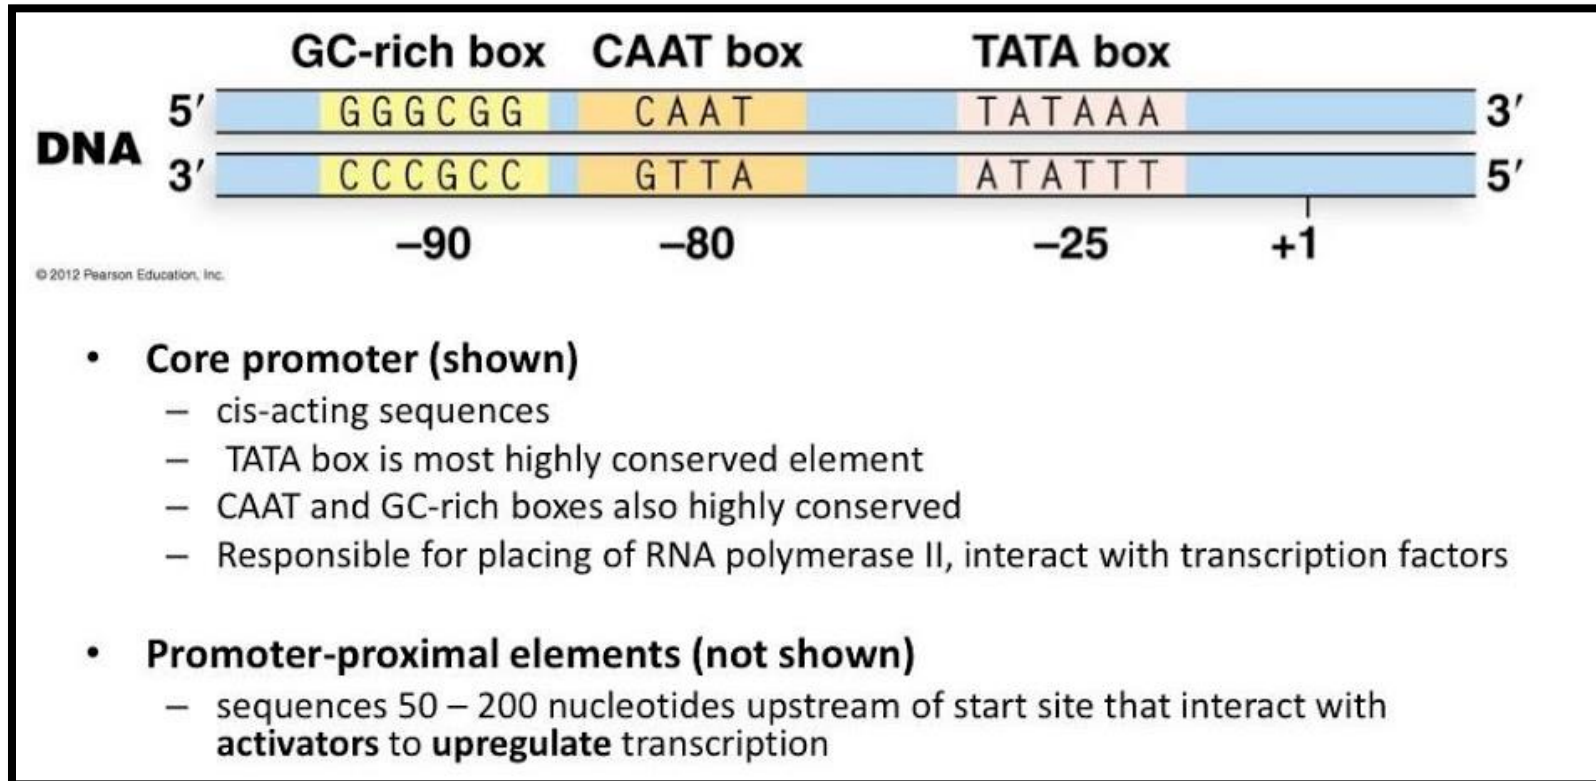 GC-rich box CAAT box TATA box
5′ GGGCGG CAAT TATAAA 3′
DNA
3′ CCCGCC GTTA ATATTT 5′
–90 –80 –25 +1
© 2012 Pearson Education, Inc.
• Core promoter (shown)
– cis-acting sequences
– TATA box is most highly conserved element
– CAAT and GC-rich boxes also highly conserved
– Responsible for placing of RNA polymerase II, interact with transcription factors
• Promoter-proximal elements (not shown)
– sequences 50 – 200 nucleotides upstream of start site that interact with
activators to upregulate transcription